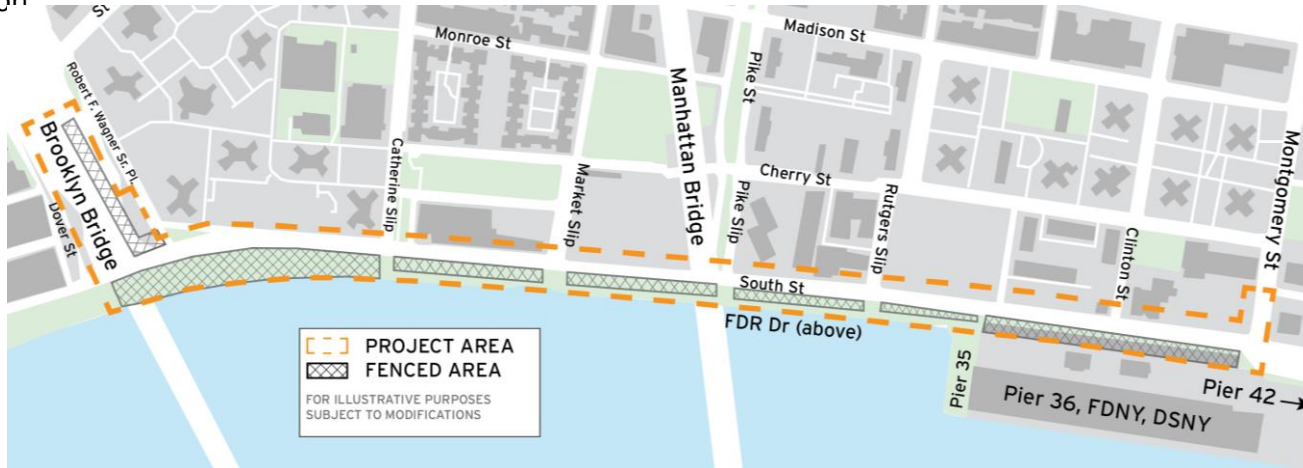 Madison St
Monroe St
Pike St
Robert F. Wagner Sr. Pl
St
Brooklyn Bridge
Dover St
Catherine Slip
Market Slip
Manhattan Bridge
Pike Slip
Cherry St
Rutgers Slip
Clinton St
Montgomery St
South St
FDR Dr (above)
PROJECT AREA
FENCED AREA
FOR ILLUSTRATIVE PURPOSES
SUBJECT TO MODIFICATIONS
Pier 35
Pier 36, FDNY, DSNY
Pier 42